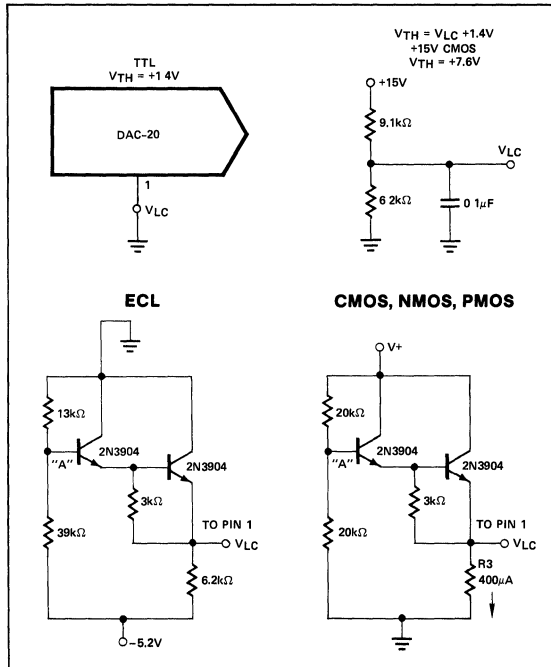 TTL
VTH = +1 4V
DAC-20
1
VLC
VTH = VLC +1.4V
+15V CMOS
VTH = +7.6V
+15V
9.1kΩ
VLC
6 2kΩ
0 1μF
ECL
13kΩ
2N3904
"A"
2N3904
3kΩ
39kΩ
TO PIN 1
VLC
6.2kΩ
–5.2V
CMOS, NMOS, PMOS
V+
20kΩ
2N3904
"A"
2N3904
3kΩ
20kΩ
TO PIN 1
VLC
R3
400μA